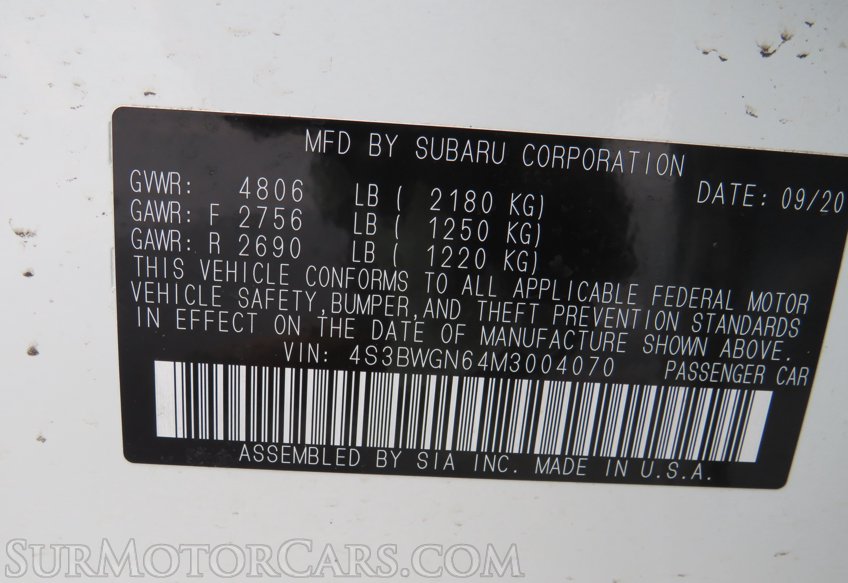 MFD BY SUBARU CORPORATION
GVWR: 4806 LB ( 2180 KG) DATE: 09/20
GAWR: F 2756 LB ( 1250 KG)
GAWR: R 2690 LB ( 1220 KG)
THIS VEHICLE CONFORMS TO ALL APPLICABLE FEDERAL MOTOR
VEHICLE SAFETY,BUMPER,AND THEFT PREVENTION STANDARDS
IN EFFECT ON THE DATE OF MANUFACTURE SHOWN ABOVE.
VIN: 4S3BWGN64M3004070 PASSENGER CAR
ASSEMBLED BY SIA INC. MADE IN U.S.A.
SURMOTORCARS.COM